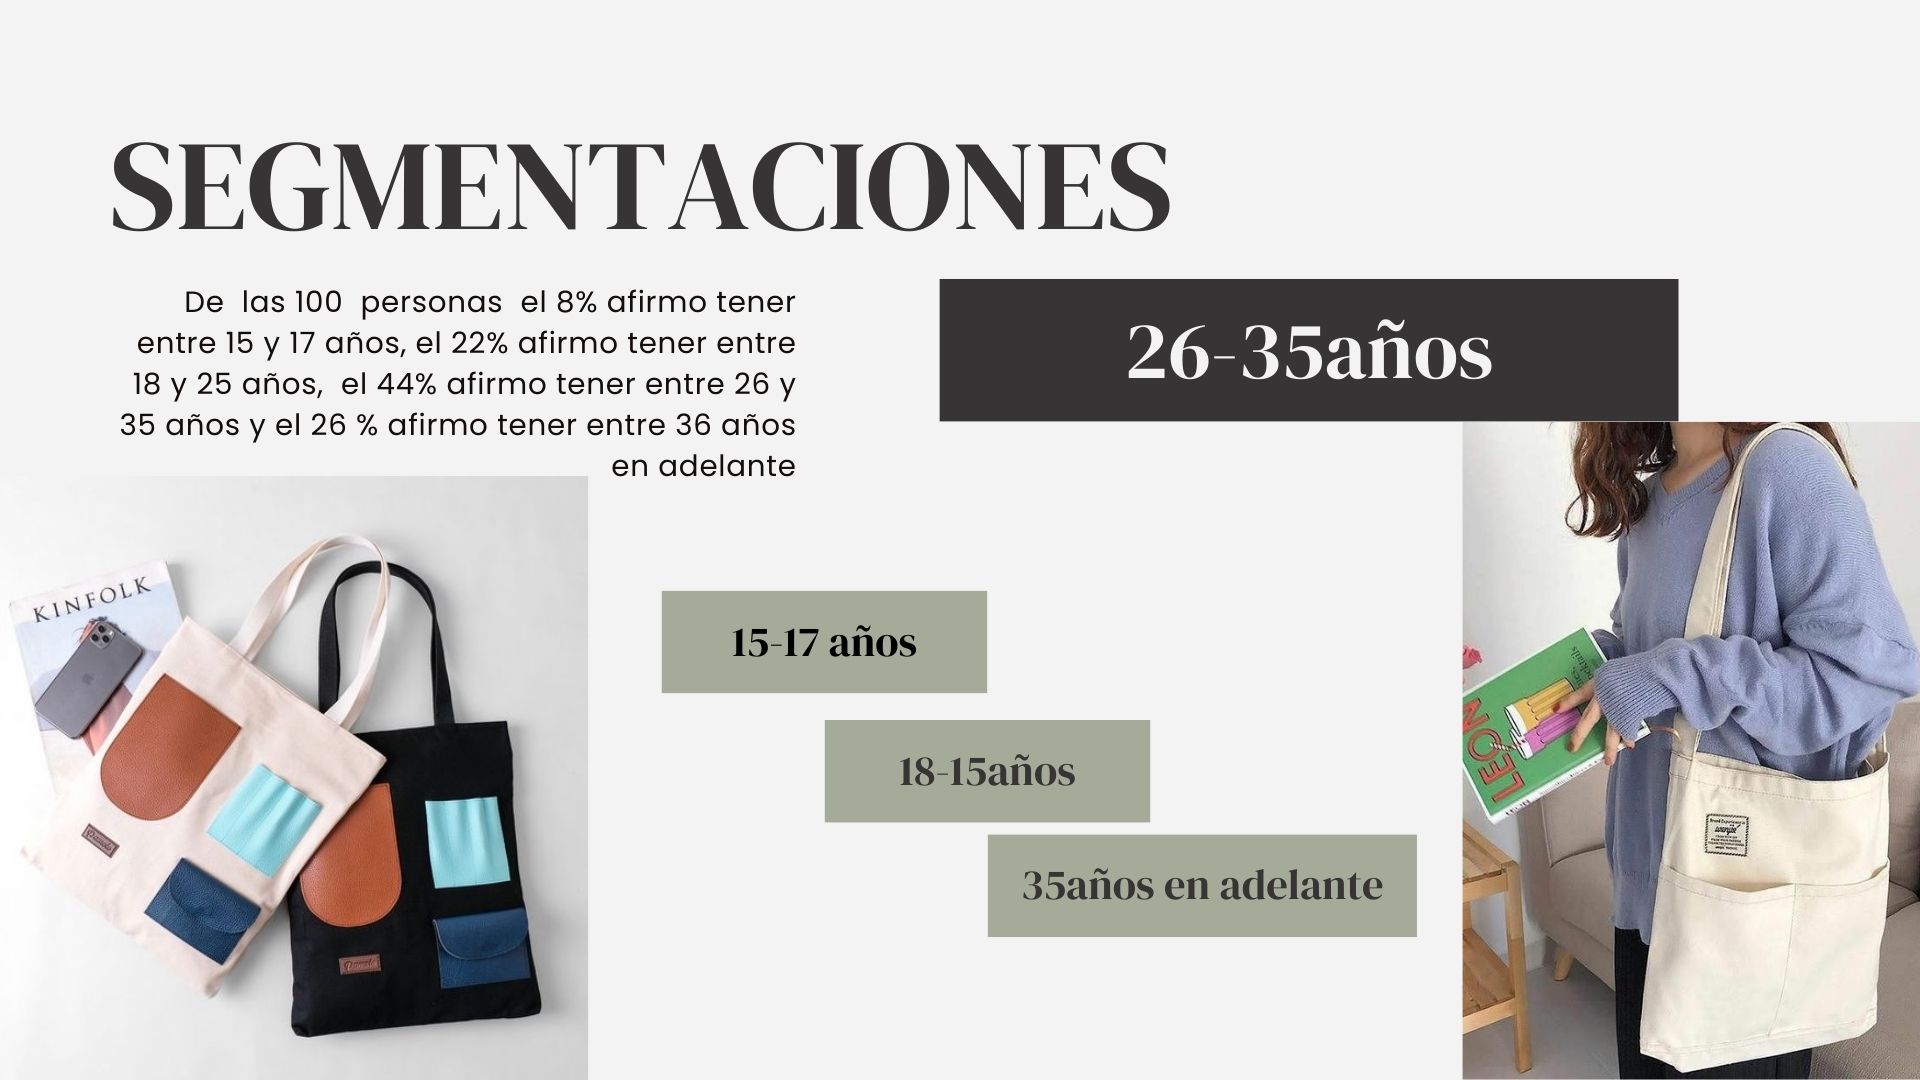 SEGMENTACIONES
De las 100 personas el 8% afirmo tener
entre 15 y 17 años, el 22% afirmo tener entre
18 y 25 años, el 44% afirmo tener entre 26 y
35 años y el 26 % afirmo tener entre 36 años
en adelante
26-35años
15-17 años
18-15años
35años en adelante
KINFOLK
LEON